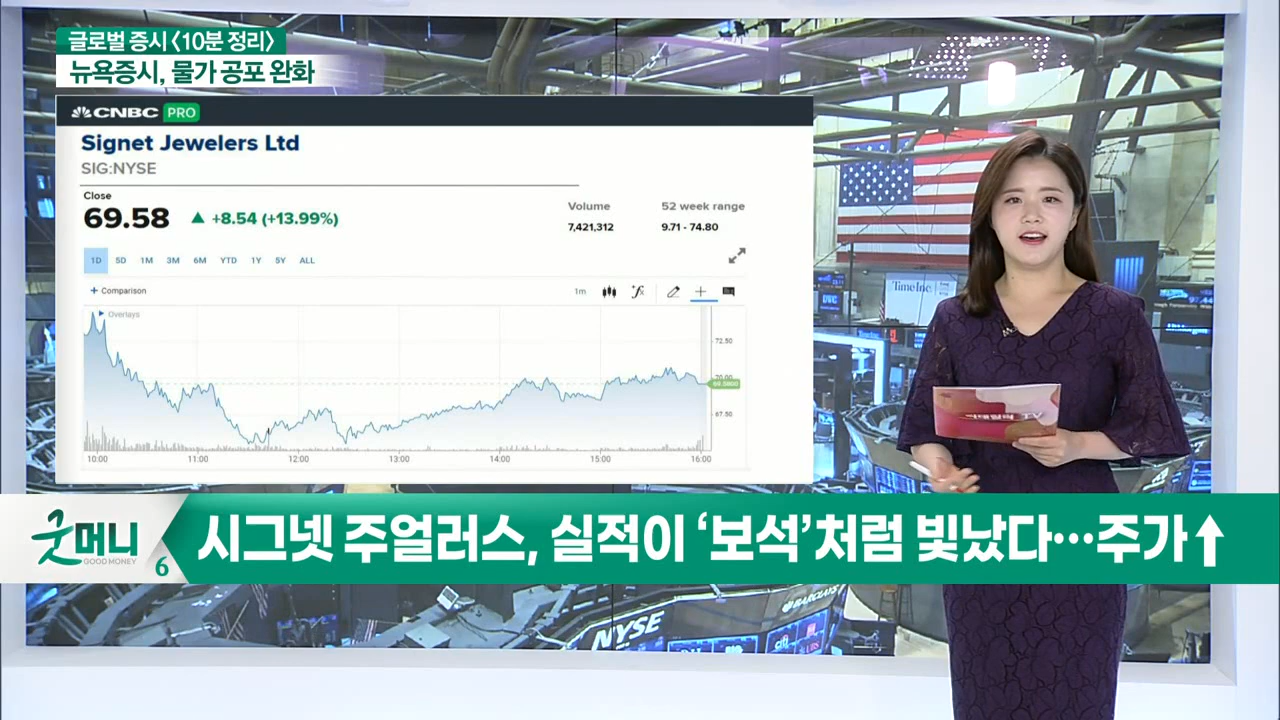 글로벌 증시 <10분 정리>
뉴욕증시, 물가 공포 완화
CNBC PRO
Signet Jewelers Ltd
SIG:NYSE
Close
69.58 ▲ +8.54 (+13.99%)
Volume
7,421,312
52 week range
9.71 - 74.80
1D 5D 1M 3M 6M YTD 1Y 5Y ALL
+ Comparison
1m
Overlays
72.50
70.00
69.5800
67.50
10:00 11:00 12:00 13:00 14:00 15:00 16:00
Time Inc.
굿머니
GOOD MONEY
6
시그넷 주얼러스, 실적이 ‘보석’처럼 빛났다…주가↑
NYSE
BARCLAYS
citi
UBS